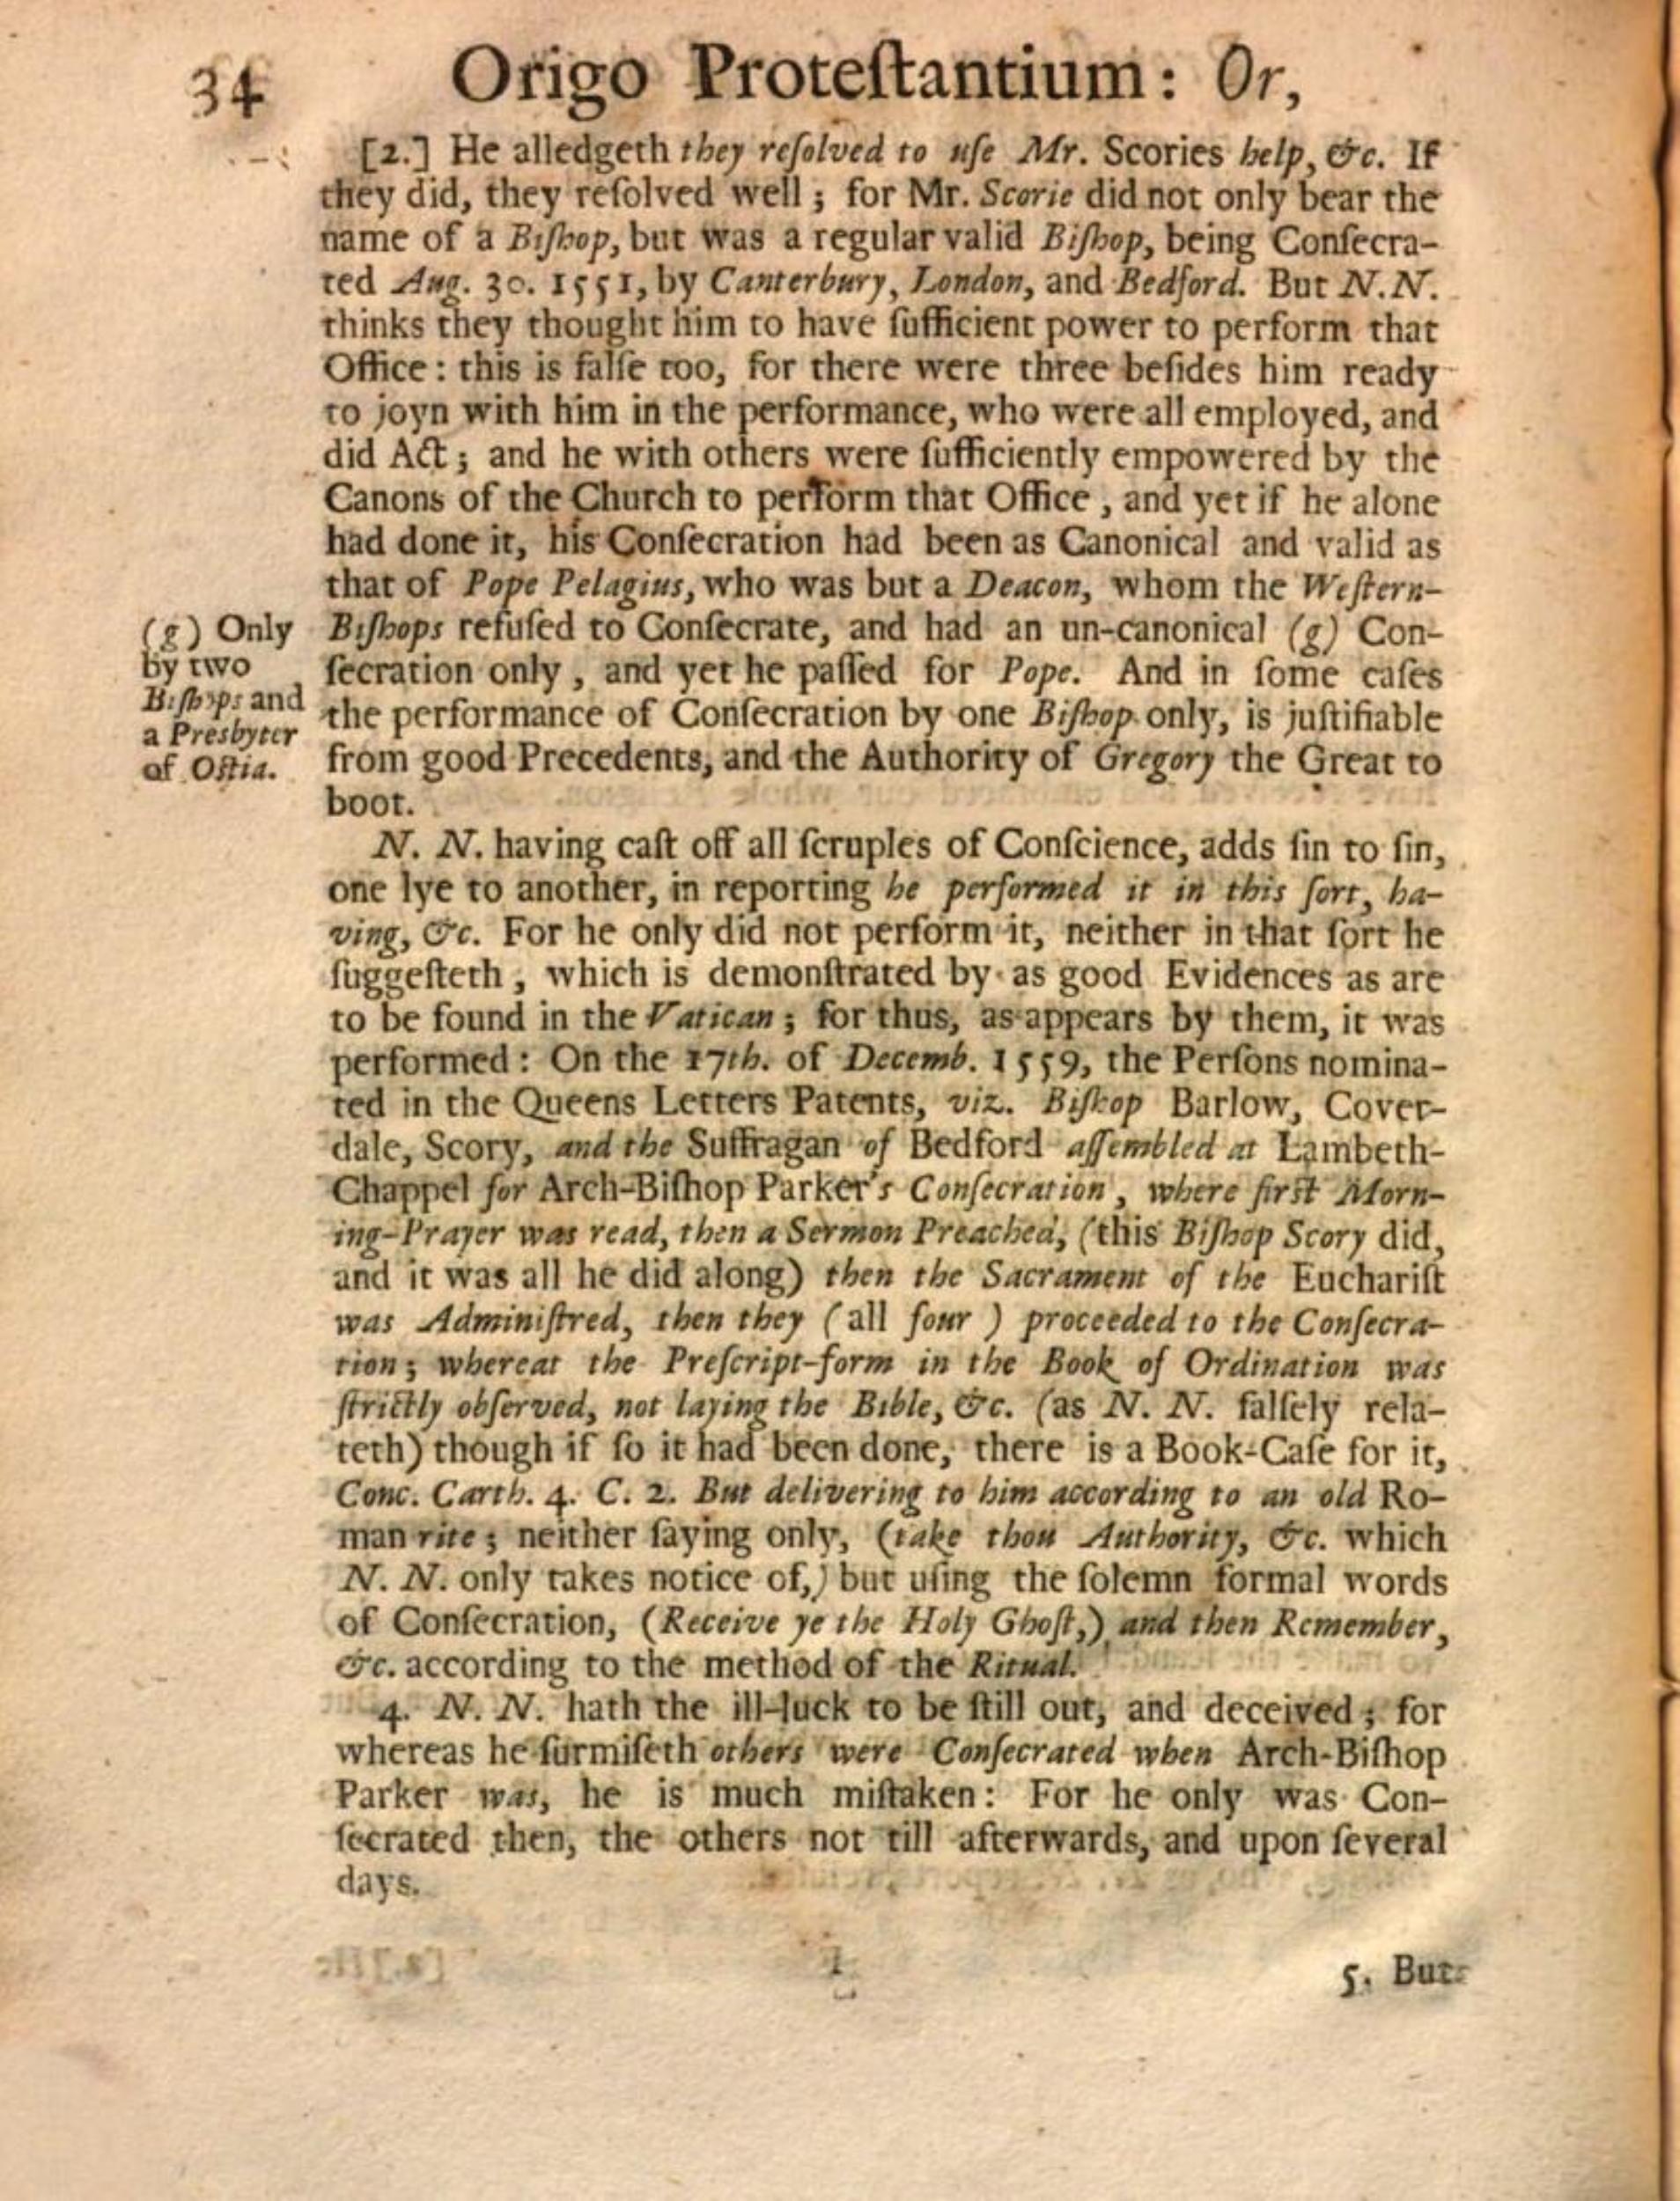 34
Origo Proteſtantium: Or,
[2.] He alledgeth they reſolved to uſe Mr. Scories help, &c. If
they did, they reſolved well; for Mr. Scorie did not only bear the
name of a Biſhop, but was a regular valid Biſhop, being Conſecra-
ted Aug. 30. 1551, by Canterbury, London, and Bedford. But N.N.
thinks they thought him to have ſufficient power to perform that
Office: this is falſe too, for there were three beſides him ready
to joyn with him in the performance, who were all employed, and
did Act; and he with others were ſufficiently empowered by the
Canons of the Church to perform that Office, and yet if he alone
had done it, his Conſecration had been as Canonical and valid as
that of Pope Pelagius, who was but a Deacon, whom the Weſtern-
Biſhops refuſed to Conſecrate, and had an un-canonical (g) Con-
ſecration only, and yet he paſſed for Pope. And in ſome caſes
the performance of Conſecration by one Biſhop only, is juſtifiable
from good Precedents, and the Authority of Gregory the Great to
boot.
(g) Only
by two
Biſhops and
a Presbyter
of Oſtia.
N. N. having caſt off all ſcruples of Conſcience, adds ſin to ſin,
one lye to another, in reporting he performed it in this ſort, ha-
ving, &c. For he only did not perform it, neither in that ſort he
ſuggeſteth, which is demonſtrated by as good Evidences as are
to be found in the Vatican; for thus, as appears by them, it was
performed: On the 17th. of Decemb. 1559, the Perſons nomina-
ted in the Queens Letters Patents, viz. Biſhop Barlow, Cover-
dale, Scory, and the Suffragan of Bedford aſſembled at Lambeth-
Chappel for Arch-Biſhop Parker's Conſecration, where firſt Morn-
ing-Prayer was read, then a Sermon Preached, (this Biſhop Scory did,
and it was all he did along) then the Sacrament of the Euchariſt
was Adminiſtred, then they (all four) proceeded to the Conſecra-
tion; whereat the Preſcript-form in the Book of Ordination was
ſtrictly obſerved, not laying the Bible, &c. (as N. N. falſely rela-
teth) though if ſo it had been done, there is a Book-Caſe for it,
Conc. Carth. 4. C. 2. But delivering to him according to an old Ro-
man rite; neither ſaying only, (take thou Authority, &c. which
N. N. only takes notice of,) but uſing the ſolemn formal words
of Conſecration, (Receive ye the Holy Ghoſt,) and then Remember,
&c. according to the method of the Ritual.
4. N. N. hath the ill-luck to be ſtill out, and deceived; for
whereas he ſurmiſeth others were Conſecrated when Arch-Biſhop
Parker was, he is much miſtaken: For he only was Con-
ſecrated then, the others not till afterwards, and upon ſeveral
days.
5. But